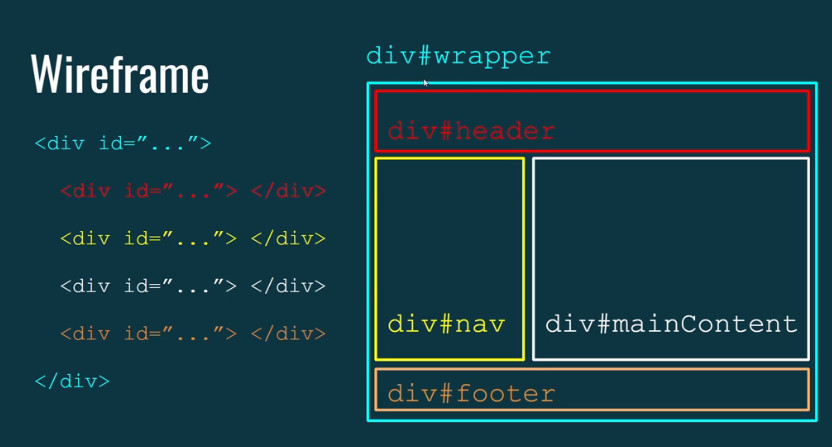 Wireframe
<div id="...">
<div id="..."> </div>
<div id="..."> </div>
<div id="..."> </div>
<div id="..."> </div>
</div>
div#wrapper
div#header
div#nav
div#mainContent
div#footer